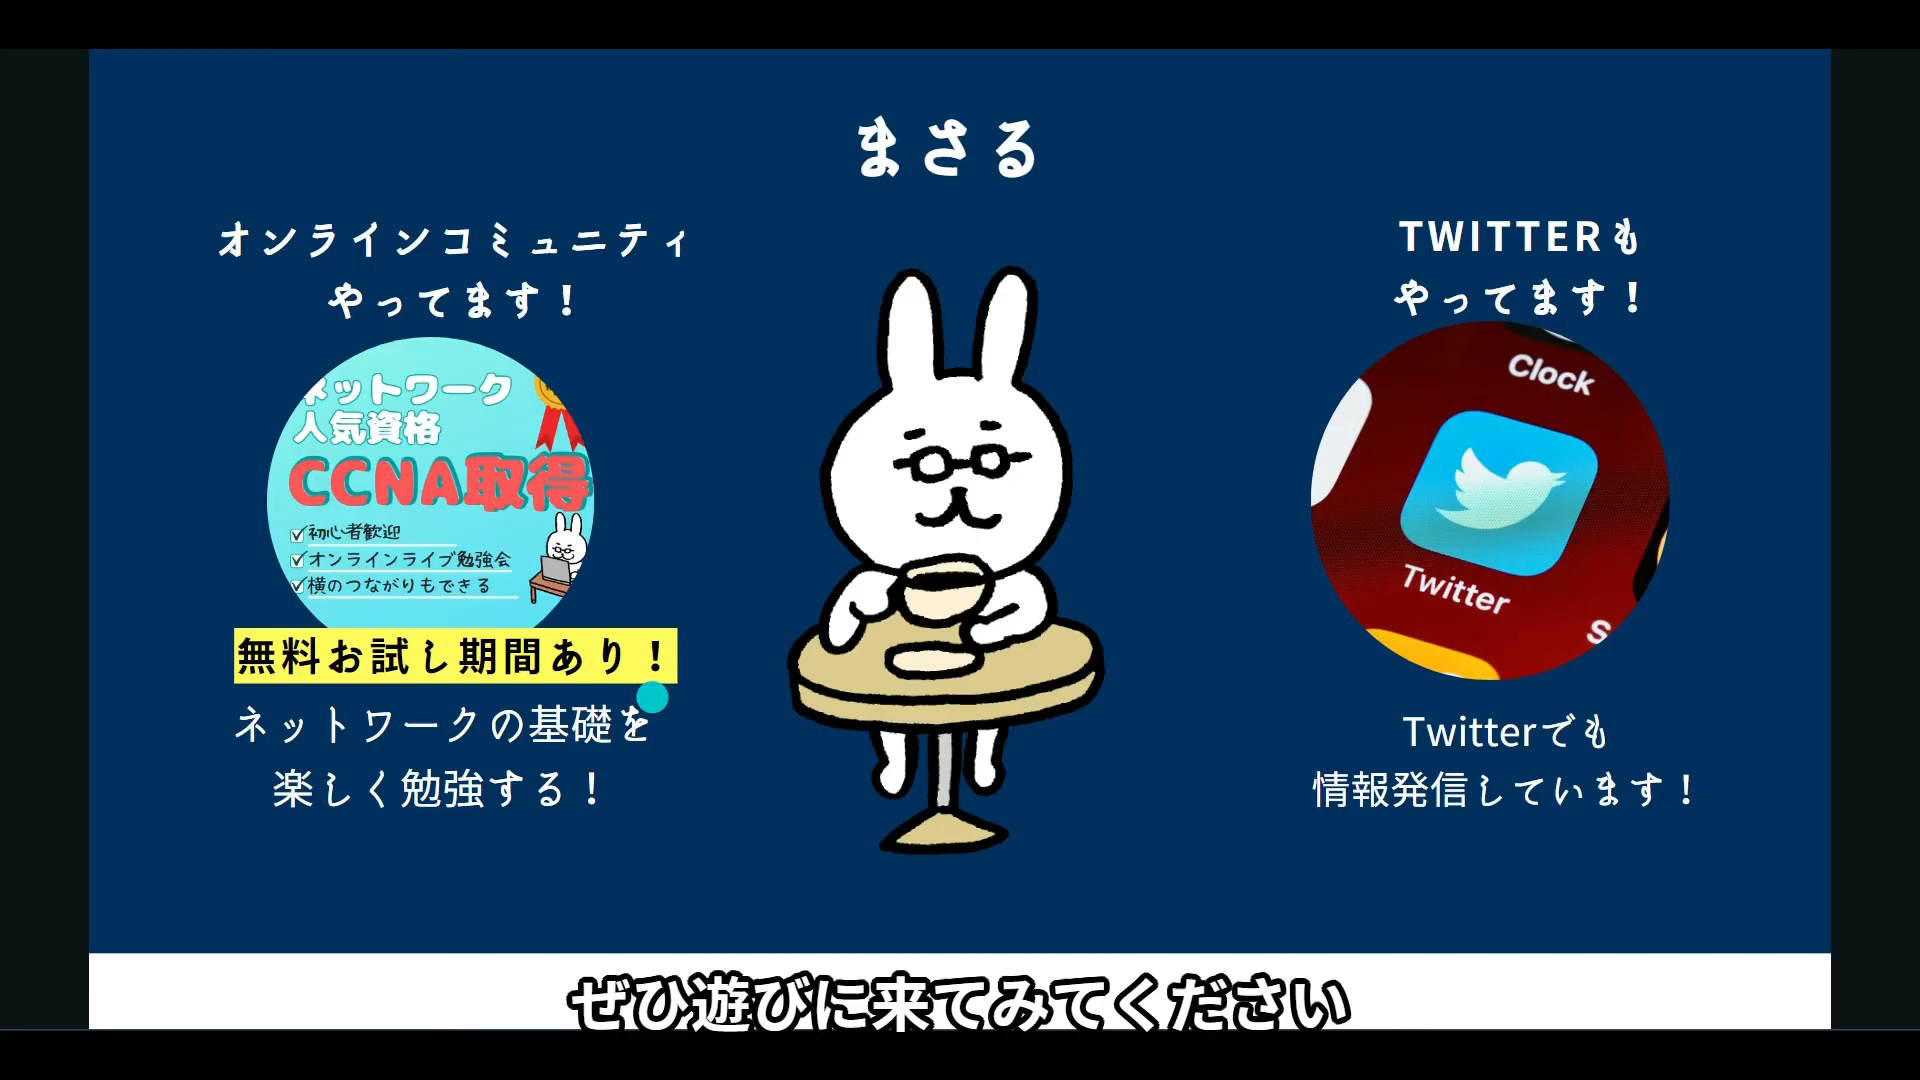 まさる
オンラインコミュニティ
やってます！
ネットワーク
人気資格
CCNA取得
初心者歓迎
オンラインライブ勉強会
横のつながりもできる
無料お試し期間あり！
ネットワークの基礎を
楽しく勉強する！
TWITTERも
やってます！
Clock
Twitter
S
Twitterでも
情報発信しています！
ぜひ遊びに来てみてください